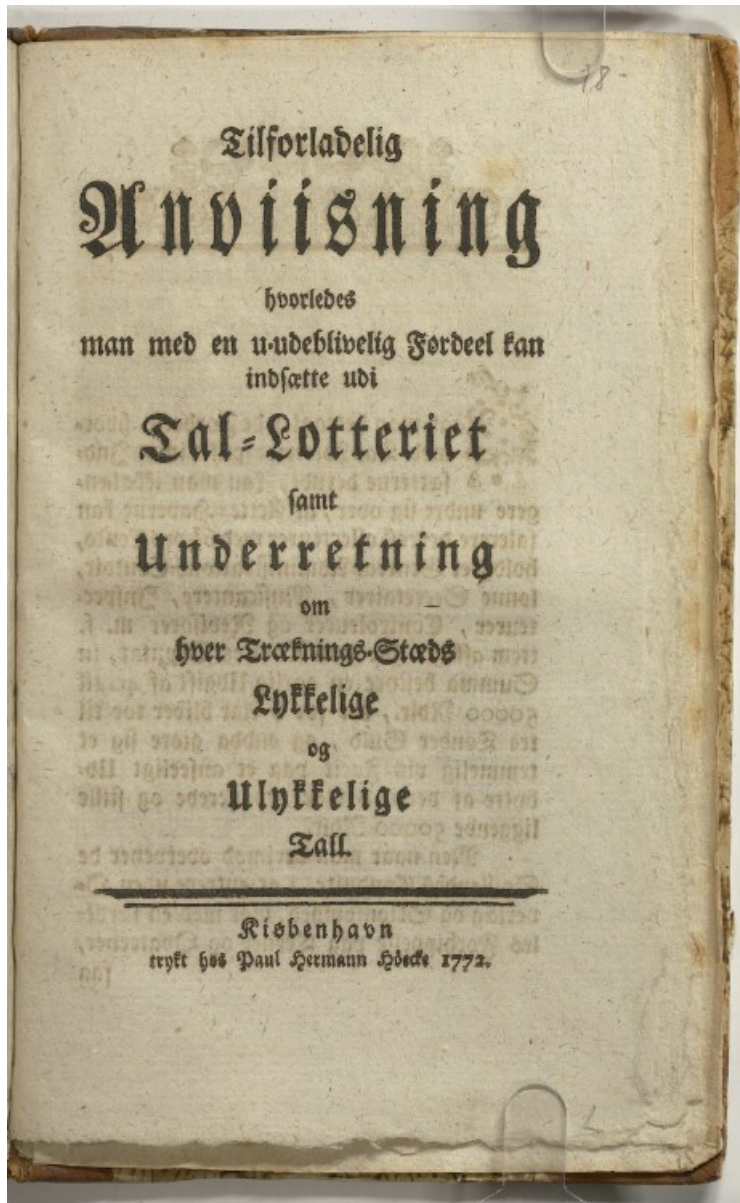 18-
Tilforladelig
Anviisning
hvorledes
man med en u-udeblivelig Fordeel kan
indsætte udi
Tal-Lotteriet
samt
Underretning
om
hver Træknings-Stæds
Lykkelige
og
Ulykkelige
Tall.
Kiøbenhavn
trykt hos Paul Hermann Höecke 1772.